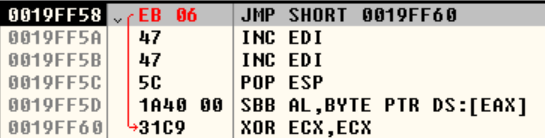 0019FF58 EB 06 JMP SHORT 0019FF60
0019FF5A 47 INC EDI
0019FF5B 47 INC EDI
0019FF5C 5C POP ESP
0019FF5D 1A40 00 SBB AL,BYTE PTR DS:[EAX]
0019FF60 31C9 XOR ECX,ECX